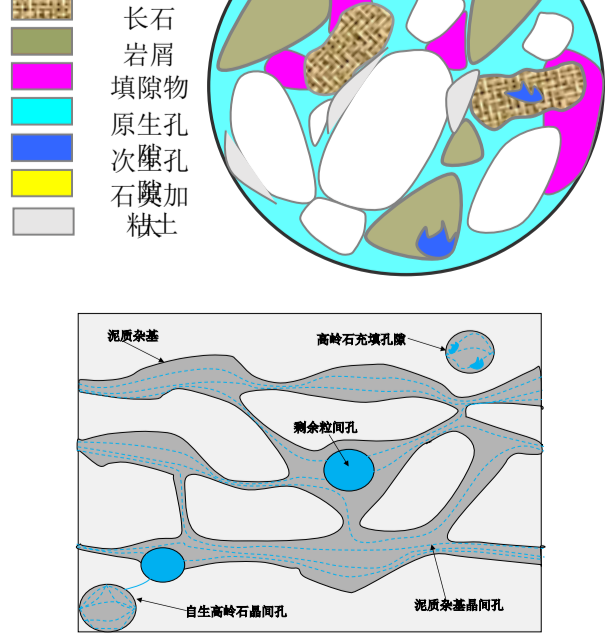 长石
岩屑
填隙物
原生孔
隙
次生孔
隙
石英加
大
粘土
泥质杂基
高岭石充填孔隙
剩余粒间孔
自生高岭石晶间孔
泥质杂基晶间孔